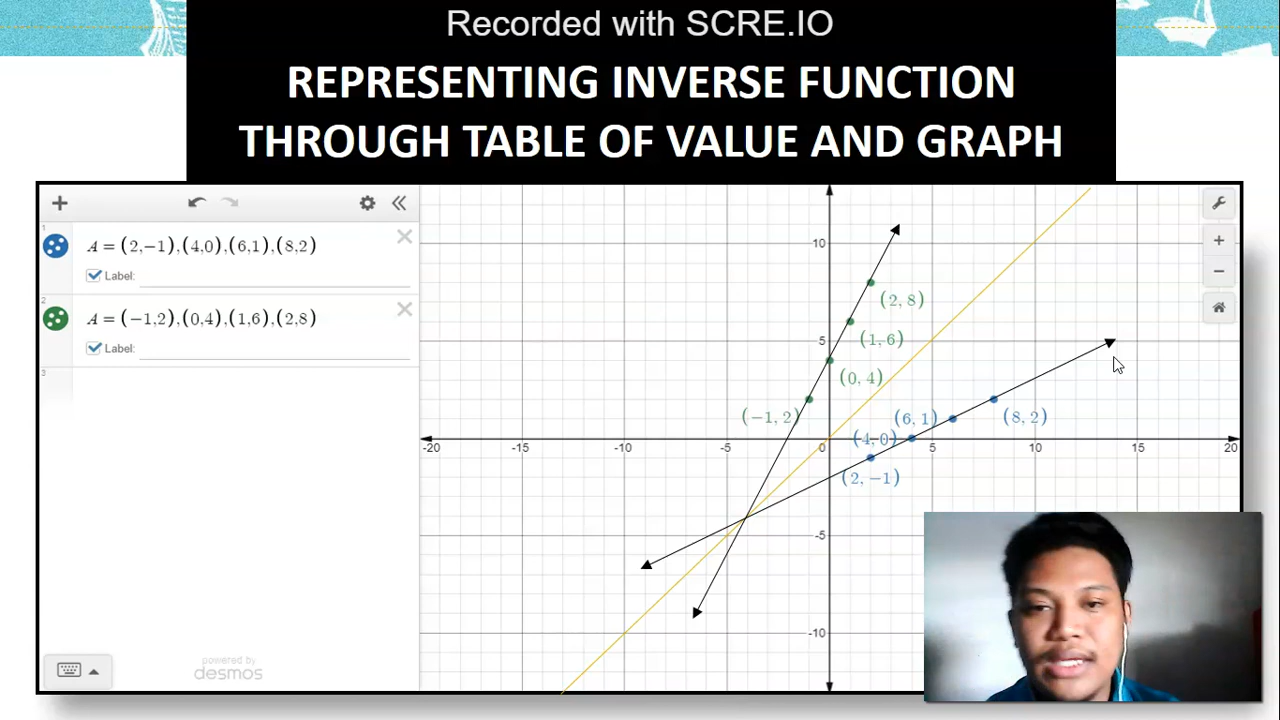 Recorded with SCRE.IO
REPRESENTING INVERSE FUNCTION
THROUGH TABLE OF VALUE AND GRAPH
1
A = (2,−1),(4,0),(6,1),(8,2)
Label:
2
A = (−1,2),(0,4),(1,6),(2,8)
Label:
3
powered by
desmos
10
(2, 8)
5
(1, 6)
(0, 4)
(−1, 2)
(6, 1)
(8, 2)
(4, 0)
-20 -15 -10 -5 0 5 10 15 20
(2, −1)
-5
-10